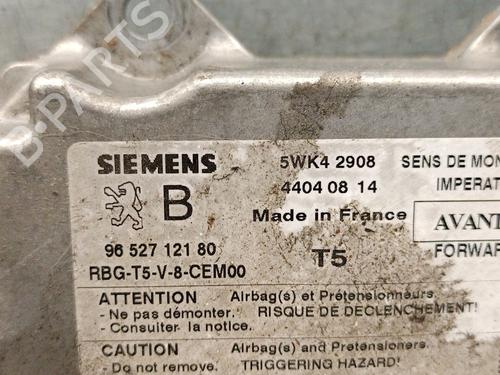 B-PARTS
SIEMENS 5WK4 2908 SENS DE MON
B 4404 08 14 IMPERAT
Made in France AVAN
96 527 121 80 T5 FORWAR
RBG-T5-V-8-CEM00
ATTENTION Airbag(s) et Prétensionneurs
- Ne pas démonter. RISQUE DE DECLENCHEMENT!
- Consulter la notice.
CAUTION Airbag(s) and Pretensioners
- Do not remove. TRIGGERING HAZARD!